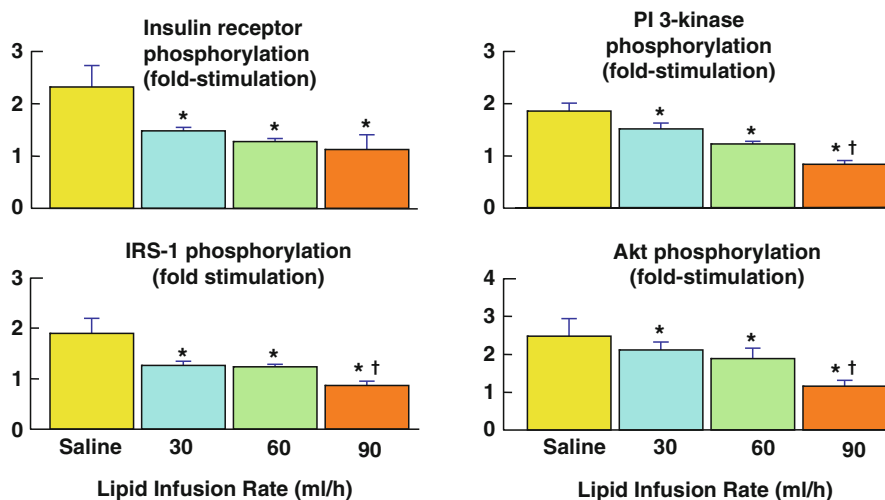 Insulin receptor
phosphorylation
(fold-stimulation)
3
2
1
0
*
*
*
PI 3-kinase
phosphorylation
(fold-stimulation)
3
2
1
0
*
*
* †
IRS-1 phosphorylation
(fold stimulation)
3
2
1
0
*
*
* †
Saline 30 60 90
Lipid Infusion Rate (ml/h)
Akt phosphorylation
(fold-stimulation)
4
3
2
1
0
*
*
* †
Saline 30 60 90
Lipid Infusion Rate (ml/h)